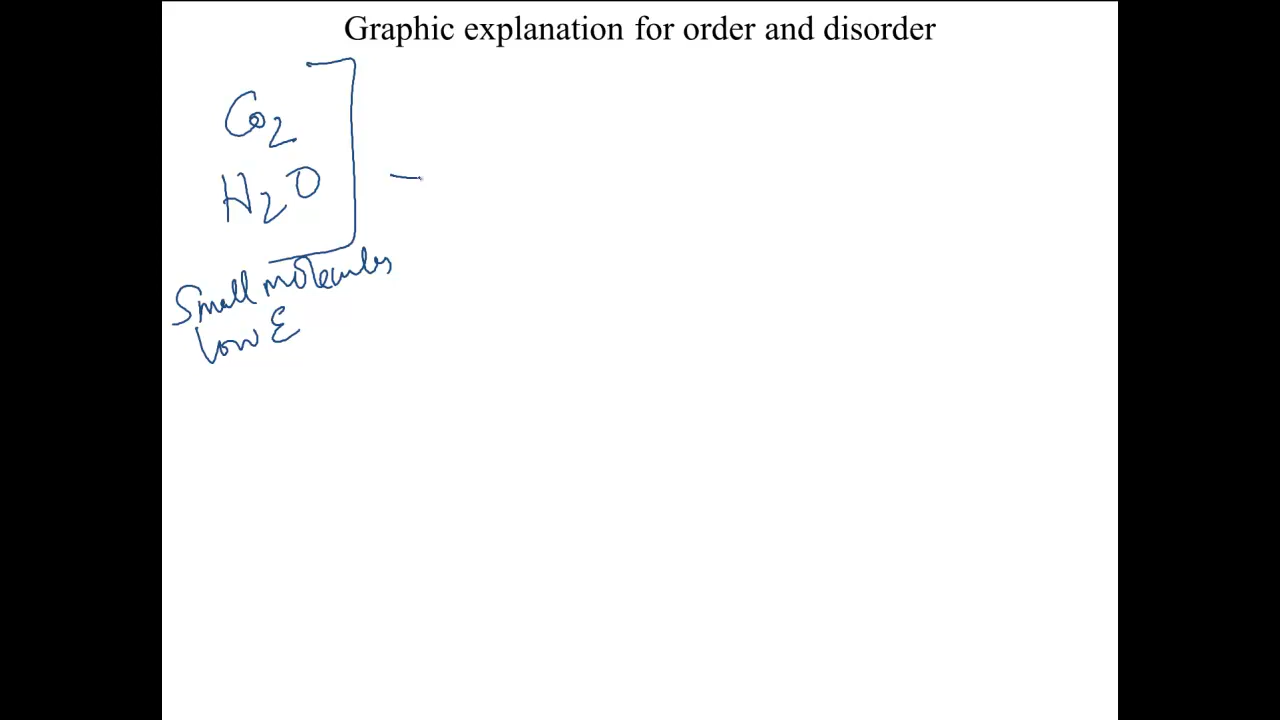 Graphic explanation for order and disorder
Co2
H2O
Small molecules
low E